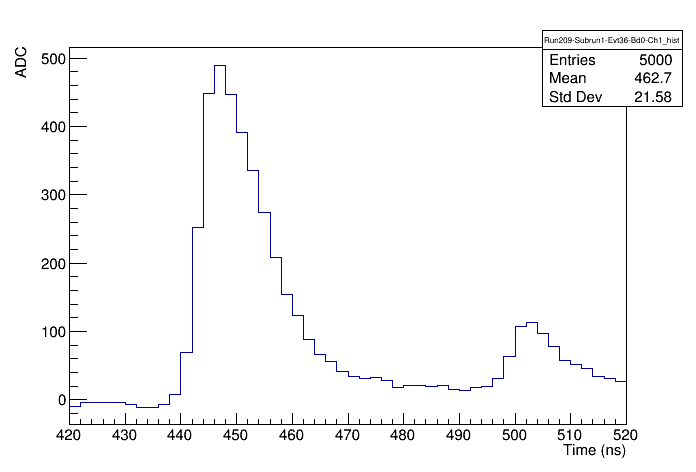 Run209-Subrun1-Evt36-Bd0-Ch1_hist
Entries 5000
Mean 462.7
Std Dev 21.58
ADC
500
400
300
200
100
0
420 430 440 450 460 470 480 490 500 510 520
Time (ns)